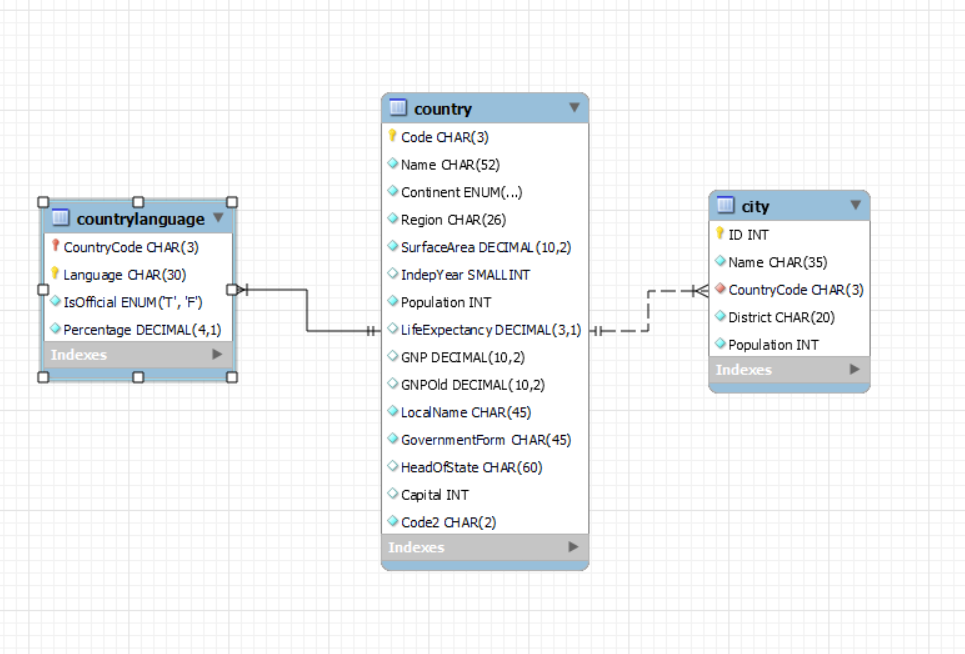 countrylanguage
CountryCode CHAR(3)
Language CHAR(30)
IsOfficial ENUM('T', 'F')
Percentage DECIMAL(4,1)
Indexes
country
Code CHAR(3)
Name CHAR(52)
Continent ENUM(...)
Region CHAR(26)
SurfaceArea DECIMAL(10,2)
IndepYear SMALLINT
Population INT
LifeExpectancy DECIMAL(3,1)
GNP DECIMAL(10,2)
GNPOld DECIMAL(10,2)
LocalName CHAR(45)
GovernmentForm CHAR(45)
HeadOfState CHAR(60)
Capital INT
Code2 CHAR(2)
Indexes
city
ID INT
Name CHAR(35)
CountryCode CHAR(3)
District CHAR(20)
Population INT
Indexes